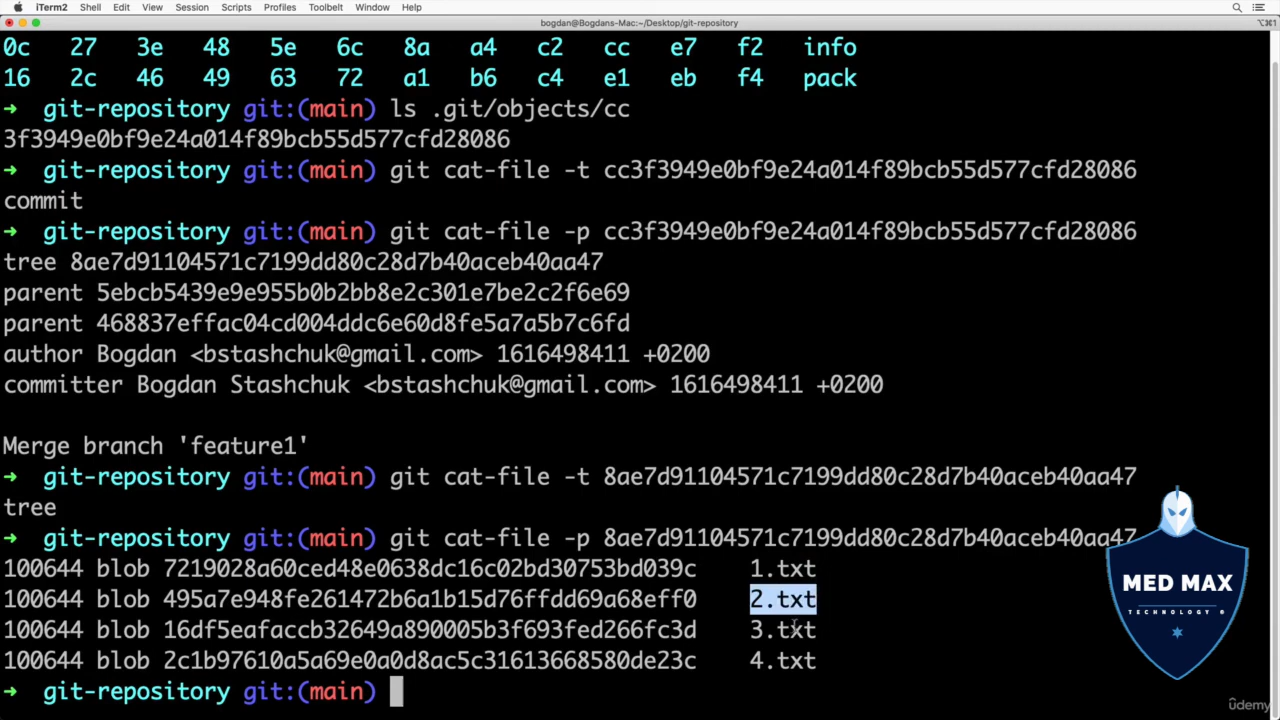 iTerm2 Shell Edit View Session Scripts Profiles Toolbelt Window Help
bogdan@Bogdans-Mac:~/Desktop/git-repository ⌥⌘1
0c 27 3e 48 5e 6c 8a a4 c2 cc e7 f2 info
16 2c 46 49 63 72 a1 b6 c4 e1 eb f4 pack
➜ git-repository git:(main) ls .git/objects/cc
3f3949e0bf9e24a014f89bcb55d577cfd28086
➜ git-repository git:(main) git cat-file -t cc3f3949e0bf9e24a014f89bcb55d577cfd28086
commit
➜ git-repository git:(main) git cat-file -p cc3f3949e0bf9e24a014f89bcb55d577cfd28086
tree 8ae7d91104571c7199dd80c28d7b40aceb40aa47
parent 5ebcb5439e9e955b0b2bb8e2c301e7be2c2f6e69
parent 468837effac04cd004ddc6e60d8fe5a7a5b7c6fd
author Bogdan <bstashchuk@gmail.com> 1616498411 +0200
committer Bogdan Stashchuk <bstashchuk@gmail.com> 1616498411 +0200
Merge branch 'feature1'
➜ git-repository git:(main) git cat-file -t 8ae7d91104571c7199dd80c28d7b40aceb40aa47
tree
➜ git-repository git:(main) git cat-file -p 8ae7d91104571c7199dd80c28d7b40aceb40aa47
100644 blob 7219028a60ced48e0638dc16c02bd30753bd039c 1.txt
100644 blob 495a7e948fe261472b6a1b15d76ffdd69a68eff0 2.txt
100644 blob 16df5eafaccb32649a890005b3f693fed266fc3d 3.txt
100644 blob 2c1b97610a5a69e0a0d8ac5c31613668580de23c 4.txt
➜ git-repository git:(main)
MED MAX
TECHNOLOGY ©
udemy